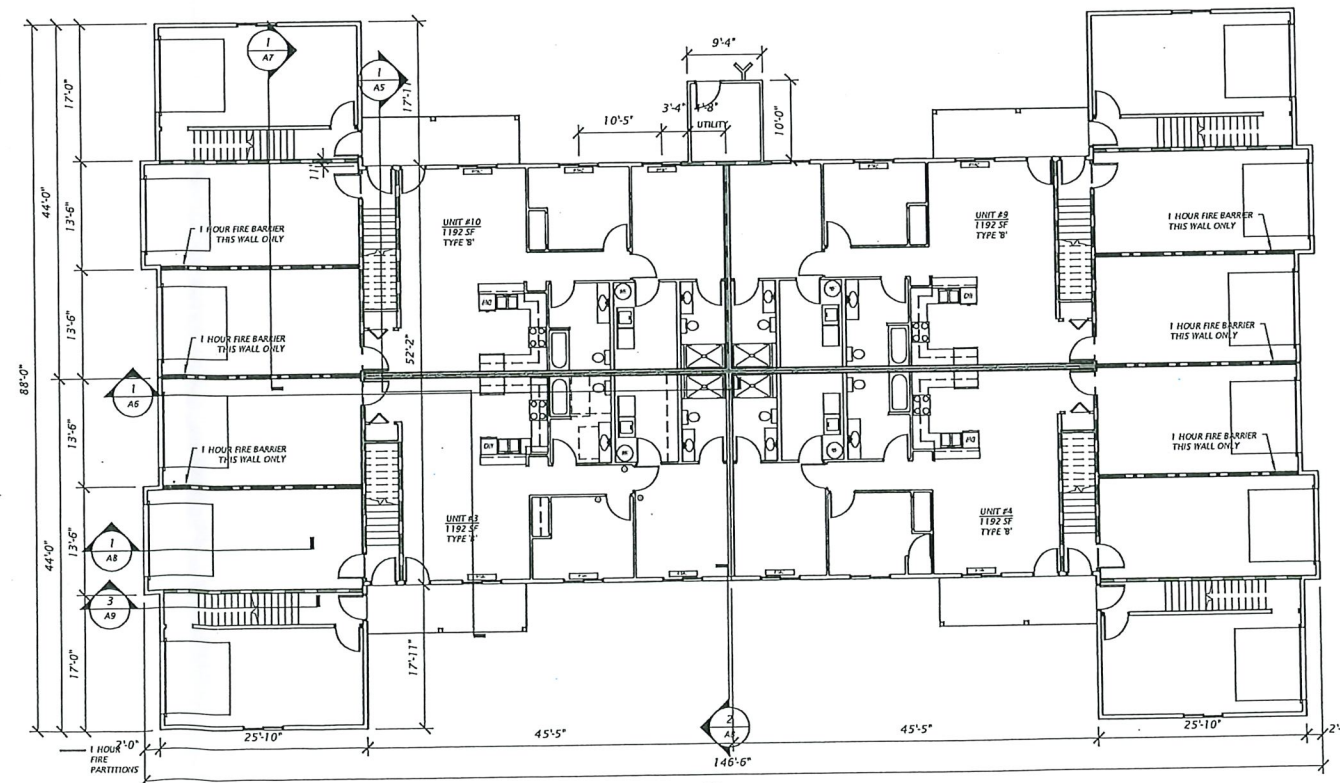 9'-4"
1
A7
1
A5
17'-0"
17'-11"
10'-5"
3'-4"
4'-8"
UTILITY
10'-0"
11"
44'-0"
13'-6"
1 HOUR FIRE BARRIER
THIS WALL ONLY
UNIT #10
1192 SF
TYPE 'B'
UNIT #9
1192 SF
TYPE 'B'
1 HOUR FIRE BARRIER
THIS WALL ONLY
13'-6"
1 HOUR FIRE BARRIER
THIS WALL ONLY
52'-2"
1 HOUR FIRE BARRIER
THIS WALL ONLY
88'-0"
1
A6
13'-6"
1 HOUR FIRE BARRIER
THIS WALL ONLY
1 HOUR FIRE BARRIER
THIS WALL ONLY
UNIT #3
1192 SF
TYPE 'B'
UNIT #4
1192 SF
TYPE 'B'
1
A8
13'-6"
44'-0"
3
A9
17'-0"
17'-11"
2
A8
2'-0"
25'-10"
45'-5"
45'-5"
25'-10"
146'-6"
1 HOUR
FIRE
PARTITIONS